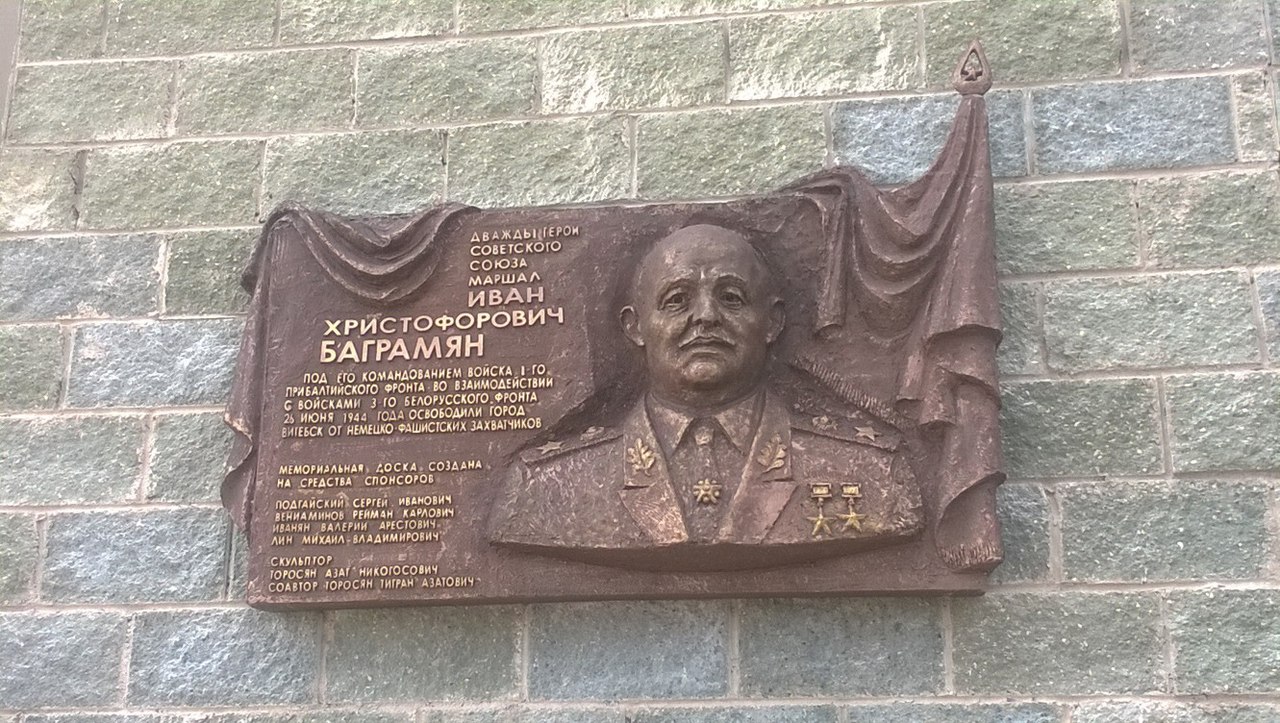 ДВАЖДЫ ГЕРОЙ
СОВЕТСКОГО
СОЮЗА
МАРШАЛ
ИВАН
ХРИСТОФОРОВИЧ
БАГРАМЯН
ПОД ЕГО КОМАНДОВАНИЕМ ВОЙСКА 1-ГО
ПРИБАЛТИЙСКОГО ФРОНТА ВО ВЗАИМОДЕЙСТВИИ
С ВОЙСКАМИ 3-ГО БЕЛОРУССКОГО ФРОНТА
26 ИЮНЯ 1944 ГОДА ОСВОБОДИЛИ ГОРОД
ВИТЕБСК ОТ НЕМЕЦКО-ФАШИСТСКИХ ЗАХВАТЧИКОВ
МЕМОРИАЛЬНАЯ ДОСКА СОЗДАНА
НА СРЕДСТВА СПОНСОРОВ
ПОДГАЙСКИЙ СЕРГЕЙ ИВАНОВИЧ
ВЕНИАМИНОВ РЕЙМАН КАРЛОВИЧ
ИВАНЯН ВАЛЕРИЙ АРЕСТОВИЧ
ЛИН МИХАИЛ ВЛАДИМИРОВИЧ
СКУЛЬПТОР
ТОРОСЯН АЗАТ НИКОГОСОВИЧ
СОАВТОР ТОРОСЯН ТИГРАН АЗАТОВИЧ